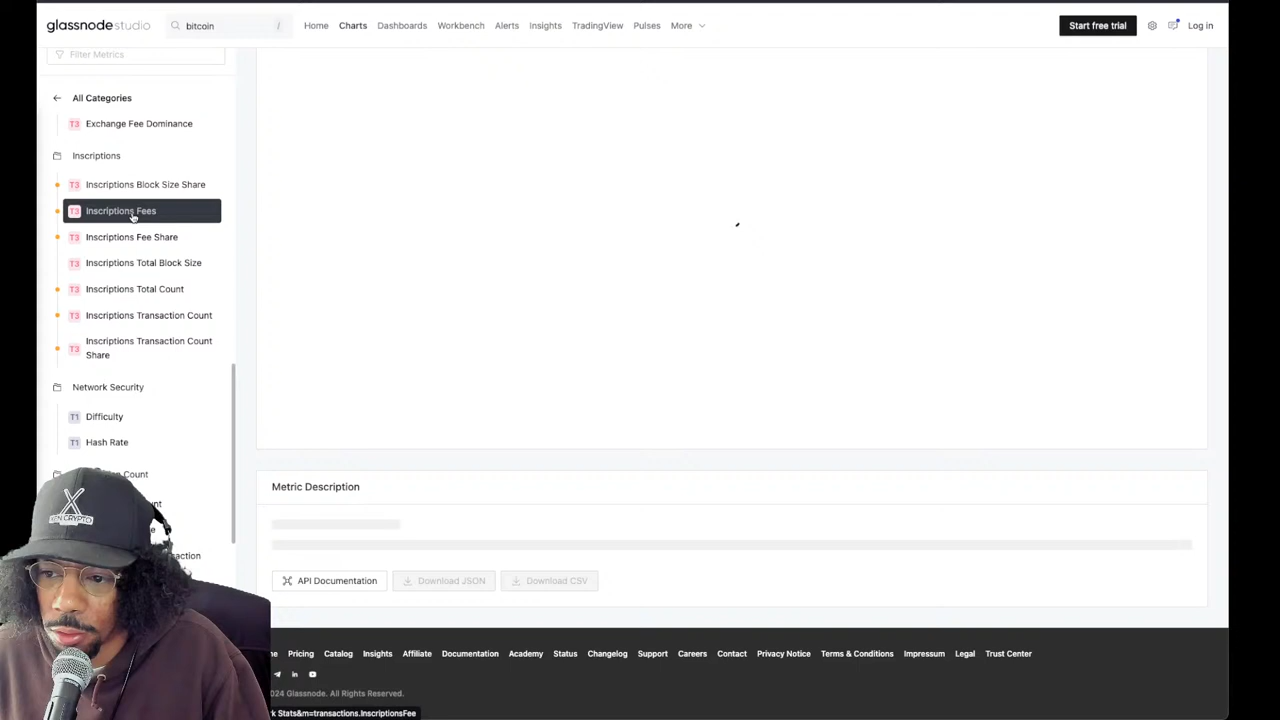 glassnodestudio
bitcoin
/
Home
Charts
Dashboards
Workbench
Alerts
Insights
TradingView
Pulses
More
Start free trial
Log in
Filter Metrics
All Categories
T3 Exchange Fee Dominance
Inscriptions
T3 Inscriptions Block Size Share
T3 Inscriptions Fees
T3 Inscriptions Fee Share
T3 Inscriptions Total Block Size
T3 Inscriptions Total Count
T3 Inscriptions Transaction Count
T3 Inscriptions Transaction Count
Share
Network Security
T1 Difficulty
T1 Hash Rate
Count
Metric Description
API Documentation
Download JSON
Download CSV
Pricing
Catalog
Insights
Affiliate
Documentation
Academy
Status
Changelog
Support
Careers
Contact
Privacy Notice
Terms & Conditions
Impressum
Legal
Trust Center
2024 Glassnode. All Rights Reserved.
Stats&m=transactions.InscriptionsFee
X
CRYPTO